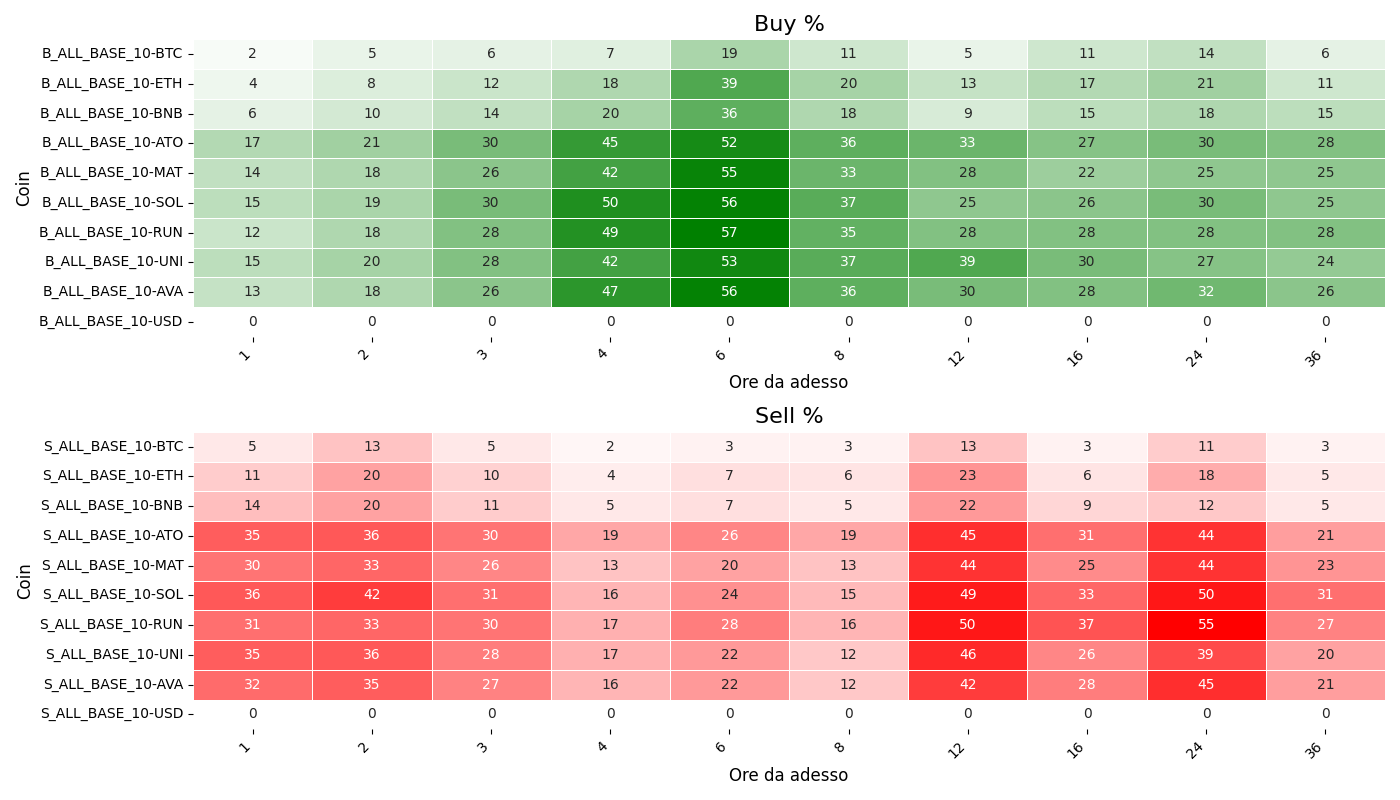 Buy %
Coin
B_ALL_BASE_10-BTC 2 5 6 7 19 11 5 11 14 6
B_ALL_BASE_10-ETH 4 8 12 18 39 20 13 17 21 11
B_ALL_BASE_10-BNB 6 10 14 20 36 18 9 15 18 15
B_ALL_BASE_10-ATO 17 21 30 45 52 36 33 27 30 28
B_ALL_BASE_10-MAT 14 18 26 42 55 33 28 22 25 25
B_ALL_BASE_10-SOL 15 19 30 50 56 37 25 26 30 25
B_ALL_BASE_10-RUN 12 18 28 49 57 35 28 28 28 28
B_ALL_BASE_10-UNI 15 20 28 42 53 37 39 30 27 24
B_ALL_BASE_10-AVA 13 18 26 47 56 36 30 28 32 26
B_ALL_BASE_10-USD 0 0 0 0 0 0 0 0 0 0
1 2 3 4 6 8 12 16 24 36
Ore da adesso
Sell %
Coin
S_ALL_BASE_10-BTC 5 13 5 2 3 3 13 3 11 3
S_ALL_BASE_10-ETH 11 20 10 4 7 6 23 6 18 5
S_ALL_BASE_10-BNB 14 20 11 5 7 5 22 9 12 5
S_ALL_BASE_10-ATO 35 36 30 19 26 19 45 31 44 21
S_ALL_BASE_10-MAT 30 33 26 13 20 13 44 25 44 23
S_ALL_BASE_10-SOL 36 42 31 16 24 15 49 33 50 31
S_ALL_BASE_10-RUN 31 33 30 17 28 16 50 37 55 27
S_ALL_BASE_10-UNI 35 36 28 17 22 12 46 26 39 20
S_ALL_BASE_10-AVA 32 35 27 16 22 12 42 28 45 21
S_ALL_BASE_10-USD 0 0 0 0 0 0 0 0 0 0
1 2 3 4 6 8 12 16 24 36
Ore da adesso